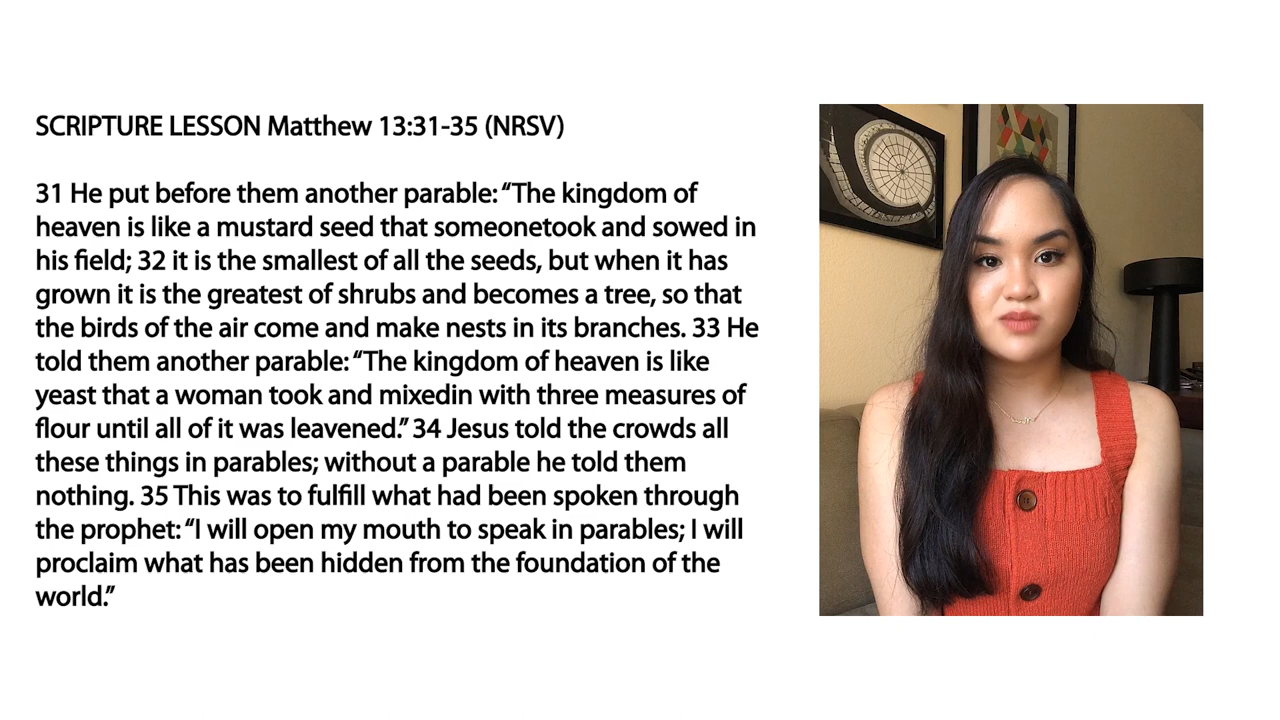 SCRIPTURE LESSON Matthew 13:31-35 (NRSV)
31 He put before them another parable: “The kingdom of
heaven is like a mustard seed that someonetook and sowed in
his field; 32 it is the smallest of all the seeds, but when it has
grown it is the greatest of shrubs and becomes a tree, so that
the birds of the air come and make nests in its branches. 33 He
told them another parable: “The kingdom of heaven is like
yeast that a woman took and mixedin with three measures of
flour until all of it was leavened.” 34 Jesus told the crowds all
these things in parables; without a parable he told them
nothing. 35 This was to fulfill what had been spoken through
the prophet: “I will open my mouth to speak in parables; I will
proclaim what has been hidden from the foundation of the
world.”